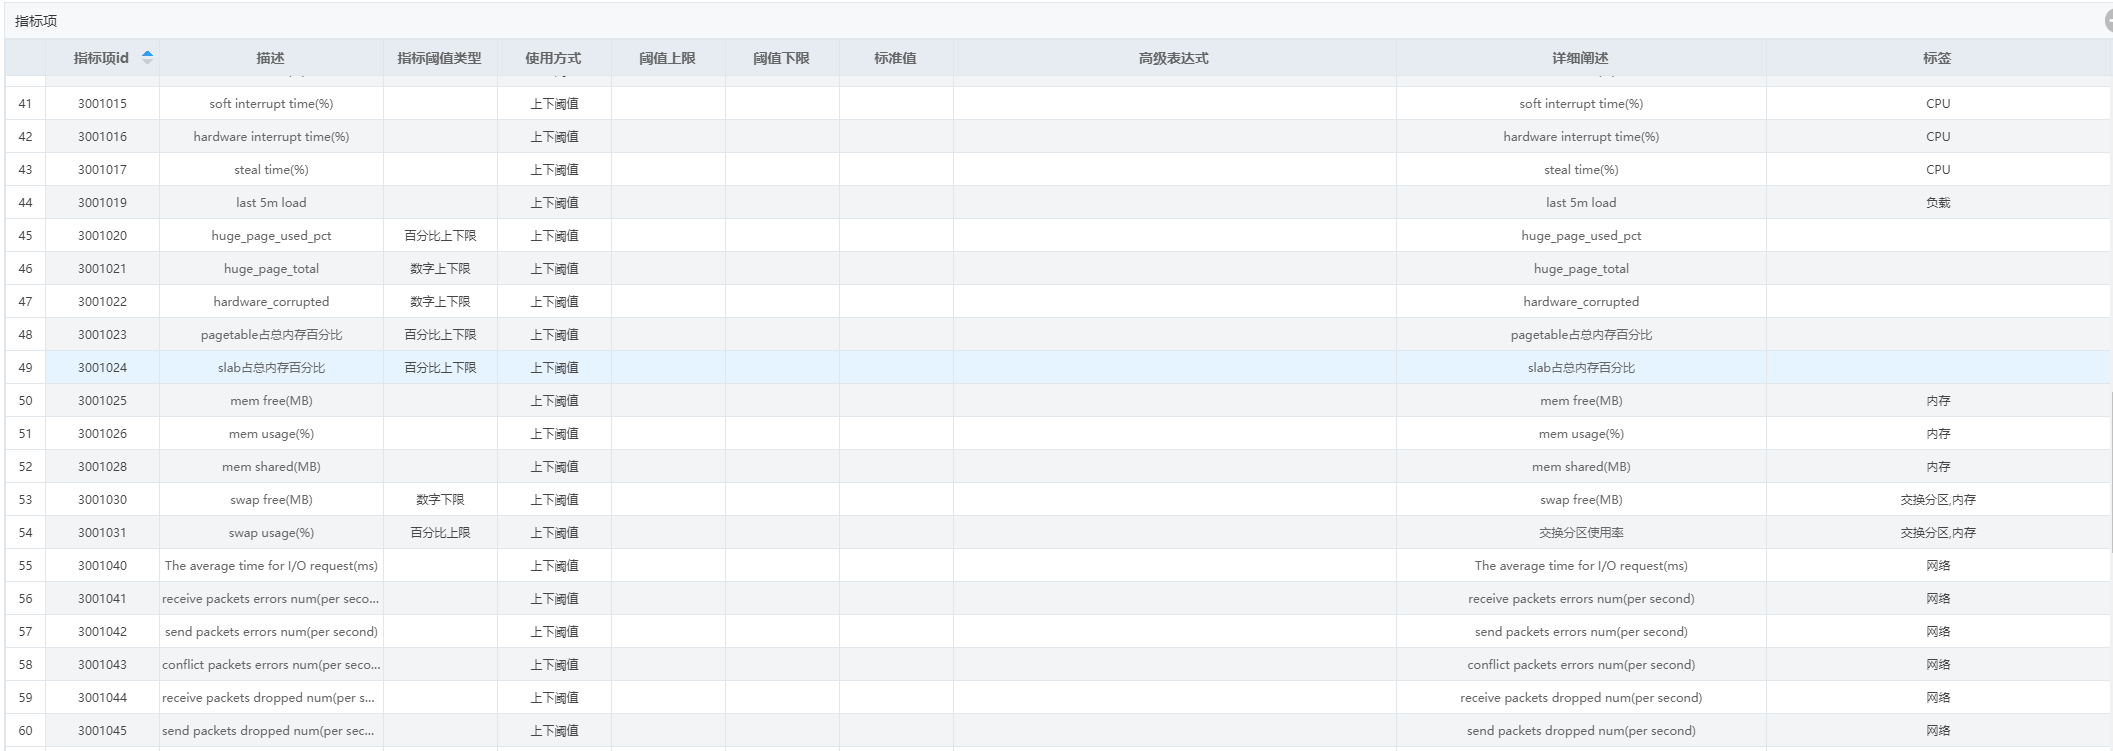 指标项
指标项id 描述 指标阈值类型 使用方式 阈值上限 阈值下限 标准值 高级表达式 详细阐述 标签
41 3001015 soft interrupt time(%) 上下阈值 soft interrupt time(%) CPU
42 3001016 hardware interrupt time(%) 上下阈值 hardware interrupt time(%) CPU
43 3001017 steal time(%) 上下阈值 steal time(%) CPU
44 3001019 last 5m load 上下阈值 last 5m load 负载
45 3001020 huge_page_used_pct 百分比上下限 上下阈值 huge_page_used_pct
46 3001021 huge_page_total 数字上下限 上下阈值 huge_page_total
47 3001022 hardware_corrupted 数字上下限 上下阈值 hardware_corrupted
48 3001023 pagetable占总内存百分比 百分比上下限 上下阈值 pagetable占总内存百分比
49 3001024 slab占总内存百分比 百分比上下限 上下阈值 slab占总内存百分比
50 3001025 mem free(MB) 上下阈值 mem free(MB) 内存
51 3001026 mem usage(%) 上下阈值 mem usage(%) 内存
52 3001028 mem shared(MB) 上下阈值 mem shared(MB) 内存
53 3001030 swap free(MB) 数字下限 上下阈值 swap free(MB) 交换分区,内存
54 3001031 swap usage(%) 百分比上限 上下阈值 交换分区使用率 交换分区,内存
55 3001040 The average time for I/O request(ms) 上下阈值 The average time for I/O request(ms) 网络
56 3001041 receive packets errors num(per seco... 上下阈值 receive packets errors num(per second) 网络
57 3001042 send packets errors num(per second) 上下阈值 send packets errors num(per second) 网络
58 3001043 conflict packets errors num(per seco... 上下阈值 conflict packets errors num(per second) 网络
59 3001044 receive packets dropped num(per s... 上下阈值 receive packets dropped num(per second) 网络
60 3001045 send packets dropped num(per sec... 上下阈值 send packets dropped num(per second) 网络